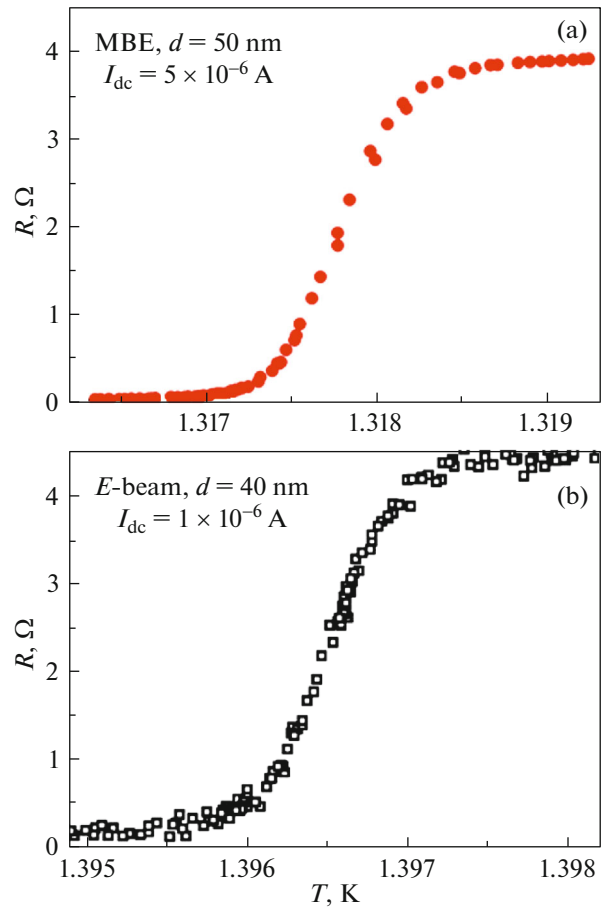 (a)
MBE, d = 50 nm
I_dc = 5 × 10⁻⁶ A
4
3
2
1
0
R, Ω
1.317 1.318 1.319
(b)
E-beam, d = 40 nm
I_dc = 1 × 10⁻⁶ A
4
3
2
1
0
R, Ω
1.395 1.396 1.397 1.398
T, K